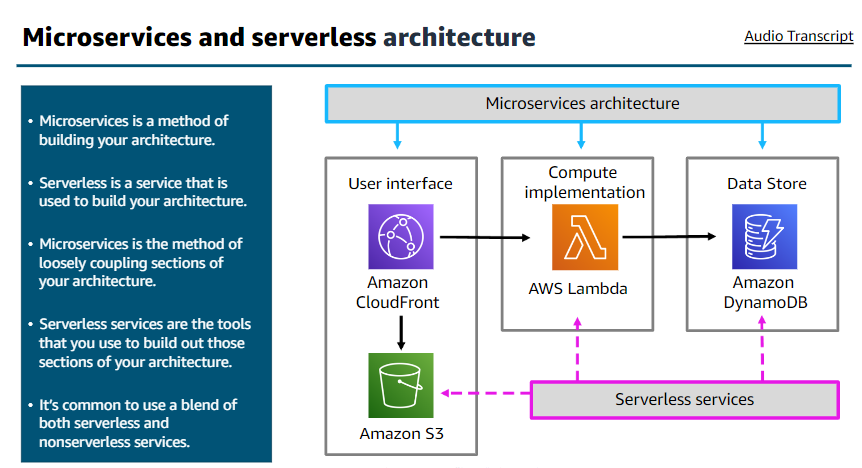 Microservices and serverless architecture
Audio Transcript
• Microservices is a method of
building your architecture.
• Serverless is a service that is
used to build your architecture.
• Microservices is the method of
loosely coupling sections of
your architecture.
• Serverless services are the tools
that you use to build out those
sections of your architecture.
• It’s common to use a blend of
both serverless and
nonserverless services.
Microservices architecture
User interface
Amazon
CloudFront
Amazon S3
Compute
implementation
AWS Lambda
Data Store
Amazon
DynamoDB
Serverless services